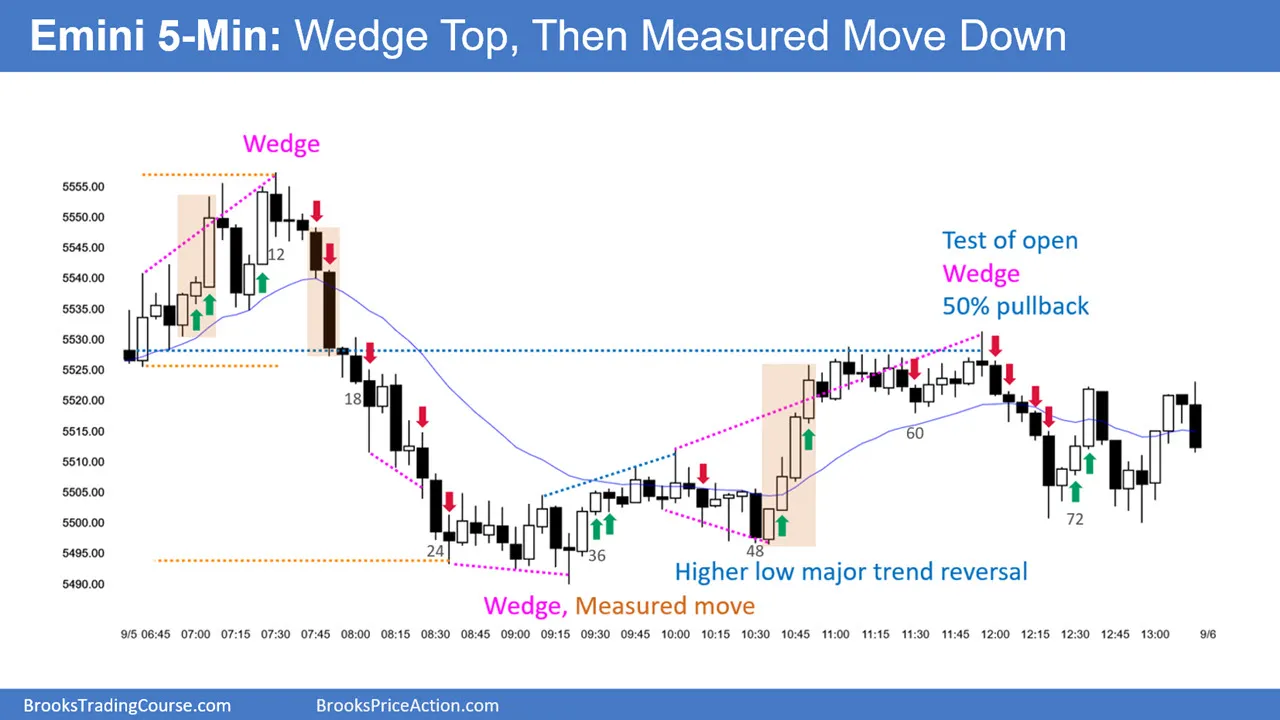 Emini 5-Min: Wedge Top, Then Measured Move Down
Wedge
5555.00
5550.00
5545.00
5540.00
5535.00
5530.00
5525.00
5520.00
5515.00
5510.00
5505.00
5500.00
5495.00
5490.00
12
18
24
36
48
60
72
Test of open
Wedge
50% pullback
Higher low major trend reversal
Wedge, Measured move
9/5 06:45 07:00 07:15 07:30 07:45 08:00 08:15 08:30 08:45 09:00 09:15 09:30 09:45 10:00 10:15 10:30 10:45 11:00 11:15 11:30 11:45 12:00 12:15 12:30 12:45 13:00 9/6
BrooksTradingCourse.com BrooksPriceAction.com